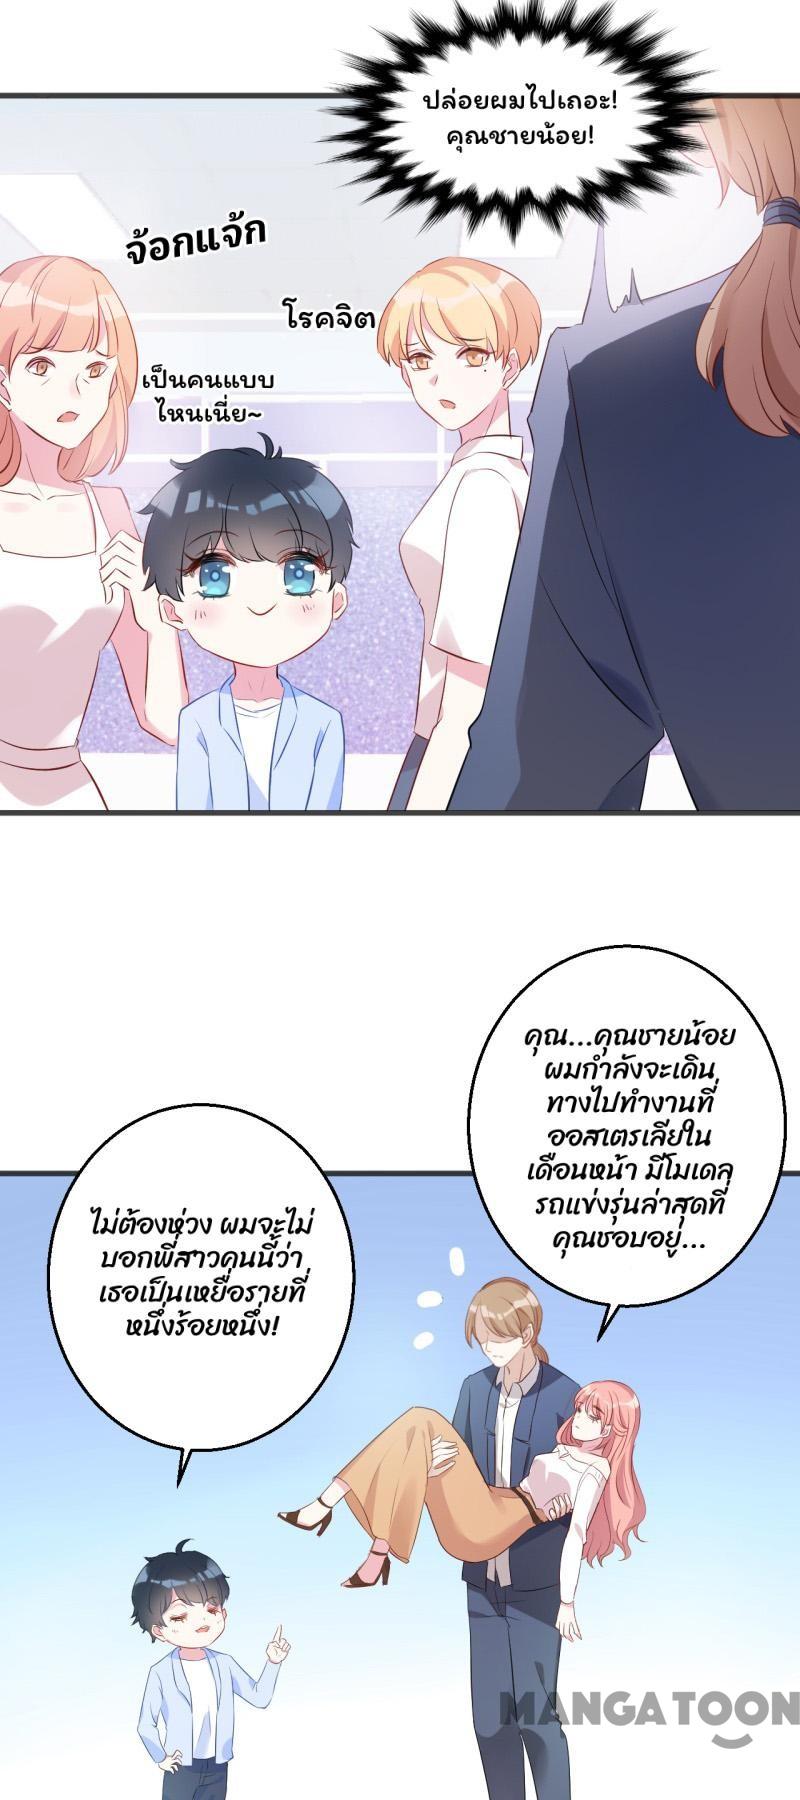 ปล่อยผมไปเถอะ!
คุณชายน้อย!
จ้อกแจ้ก
โรคจิต
เป็นคนแบบ
ไหนเนี่ย~
คุณ...คุณชายน้อย
ผมกำลังจะเดิน
ทางไปทำงานที่
ออสเตรเลียใน
เดือนหน้า มีโมเดล
รถแข่งรุ่นล่าสุดที่
คุณชอบอยู่...
ไม่ต้องห่วง ผมจะไม่
บอกพี่สาวคนนี้ว่า
เธอเป็นเหยื่อรายที่
หนึ่งร้อยหนึ่ง!
MANGATOON